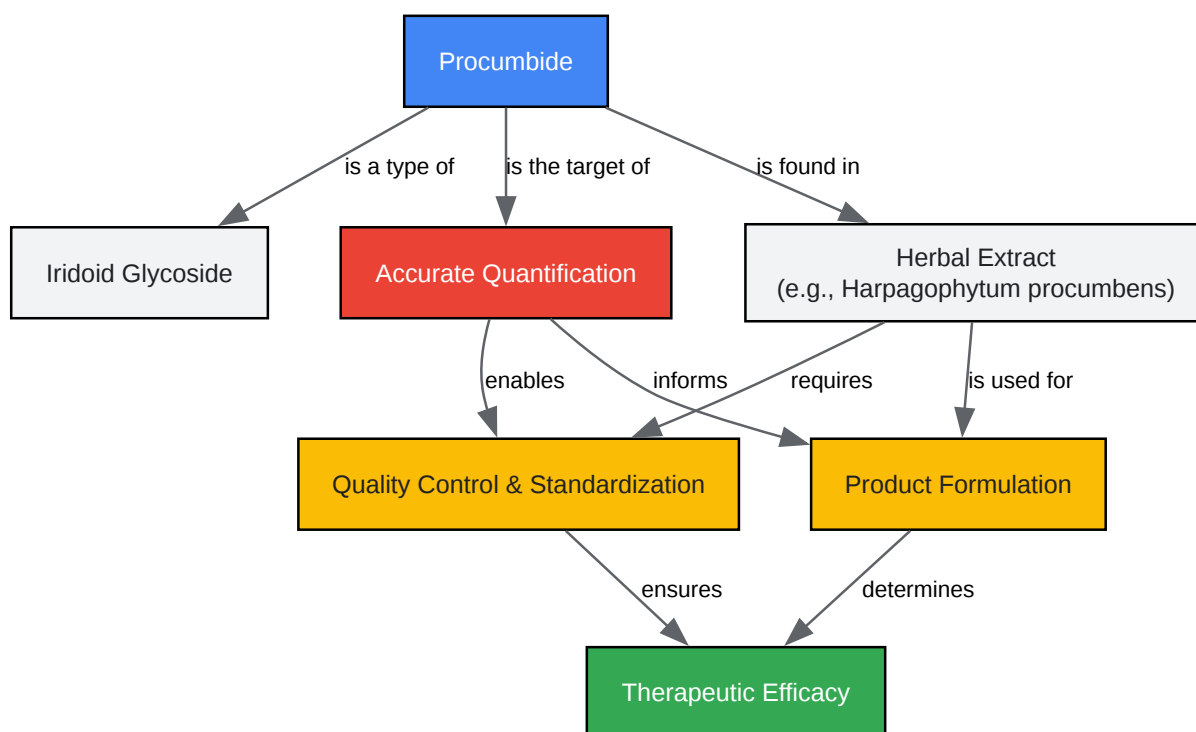 Procumbide
is a type of
is the target of
is found in
Iridoid Glycoside
Accurate Quantification
Herbal Extract
(e.g., Harpagophytum procumbens)
enables
informs
requires
is used for
Quality Control & Standardization
Product Formulation
ensures
determines
Therapeutic Efficacy